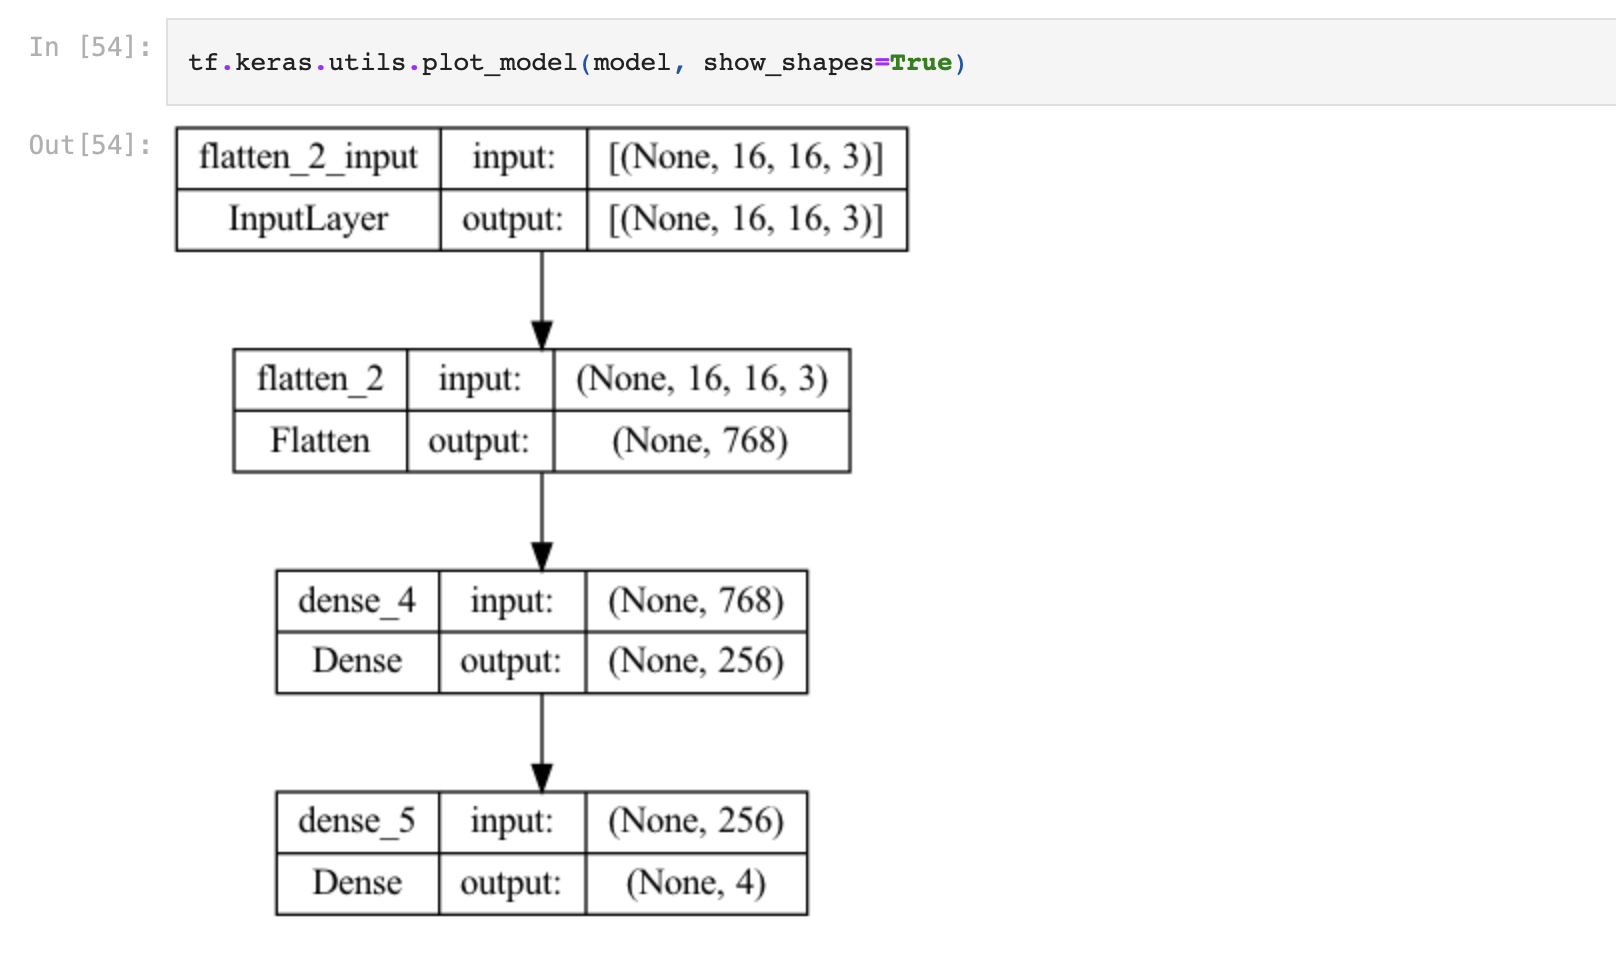 In [54]: tf.keras.utils.plot_model(model, show_shapes=True)
Out[54]:
flatten_2_input input: [(None, 16, 16, 3)]
InputLayer output: [(None, 16, 16, 3)]
flatten_2 input: (None, 16, 16, 3)
Flatten output: (None, 768)
dense_4 input: (None, 768)
Dense output: (None, 256)
dense_5 input: (None, 256)
Dense output: (None, 4)